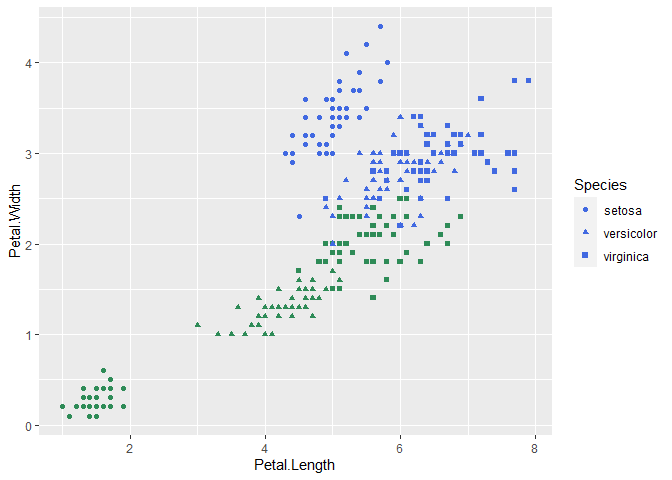 4
3
2
1
0
Petal.Width
2
4
6
8
Petal.Length
Species
setosa
versicolor
virginica